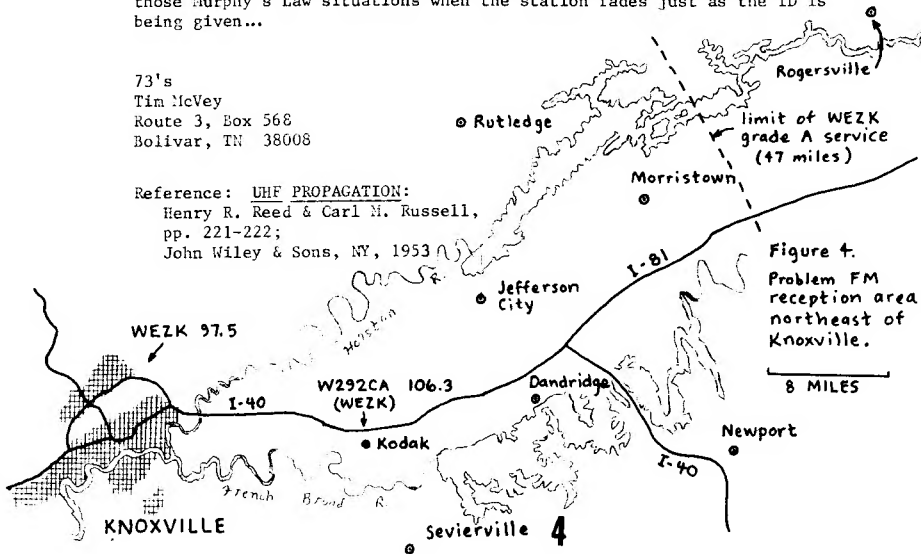 those Murphy's Law situations when the station fades just as the ID is
being given...
73's
Tim McVey
Route 3, Box 568
Bolivar, TN 38008
Reference: UHF PROPAGATION:
Henry R. Reed & Carl M. Russell,
pp. 221-222;
John Wiley & Sons, NY, 1953
Rogersville
Rutledge
limit of WEZK
grade A service
(47 miles)
Morristown
I-81
Figure 4.
Problem FM
reception area
northeast of
Knoxville.
8 MILES
Jefferson
City
Holston R.
WEZK 97.5
W292CA 106.3
(WEZK)
Dandridge
I-40
Kodak
Newport
I-40
French Broad R.
KNOXVILLE
Sevierville
4